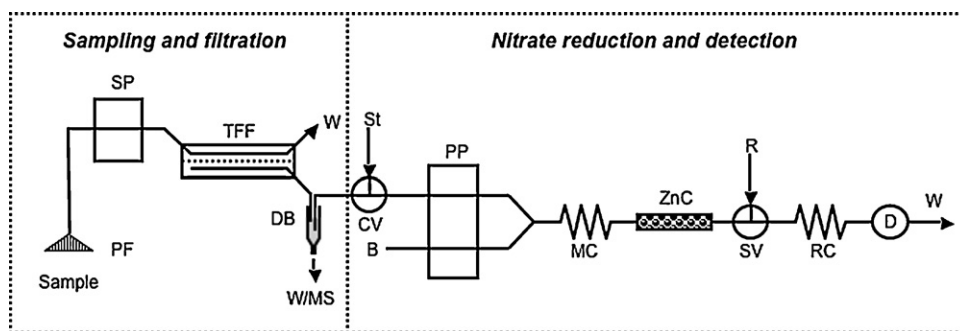 Sampling and filtration
Nitrate reduction and detection
SP
TFF
W
St
PP
R
ZnC
W
DB
CV
B
MC
SV
RC
D
PF
Sample
W/MS